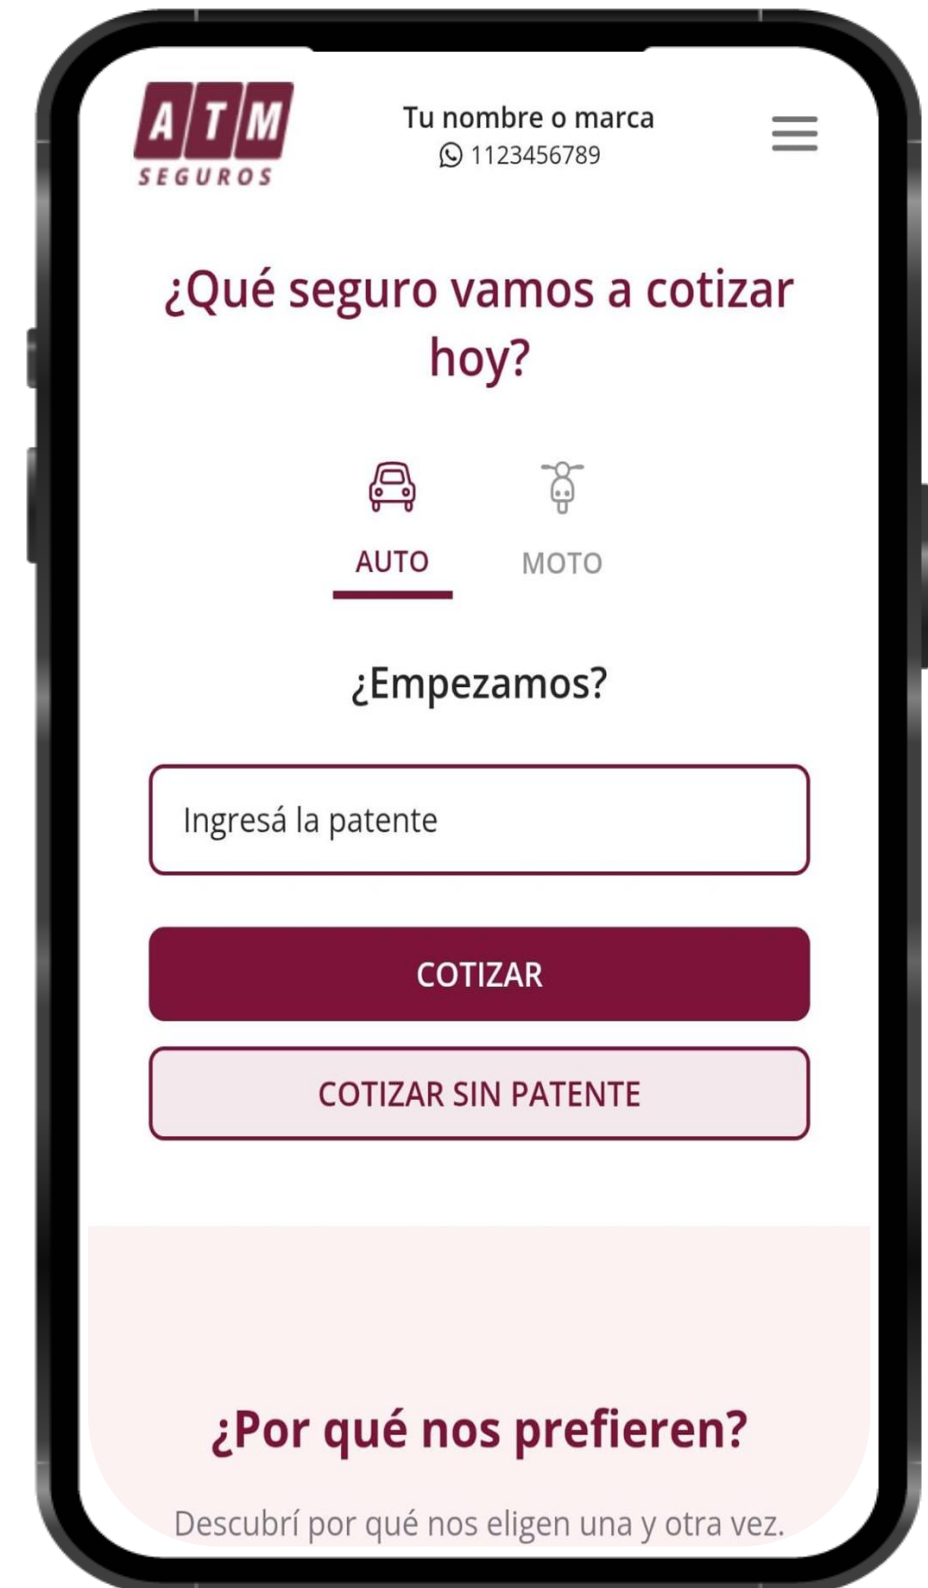 ATM
SEGUROS
Tu nombre o marca
1123456789
¿Qué seguro vamos a cotizar
hoy?
AUTO
MOTO
¿Empezamos?
Ingresá la patente
COTIZAR
COTIZAR SIN PATENTE
¿Por qué nos prefieren?
Descubrí por qué nos eligen una y otra vez.